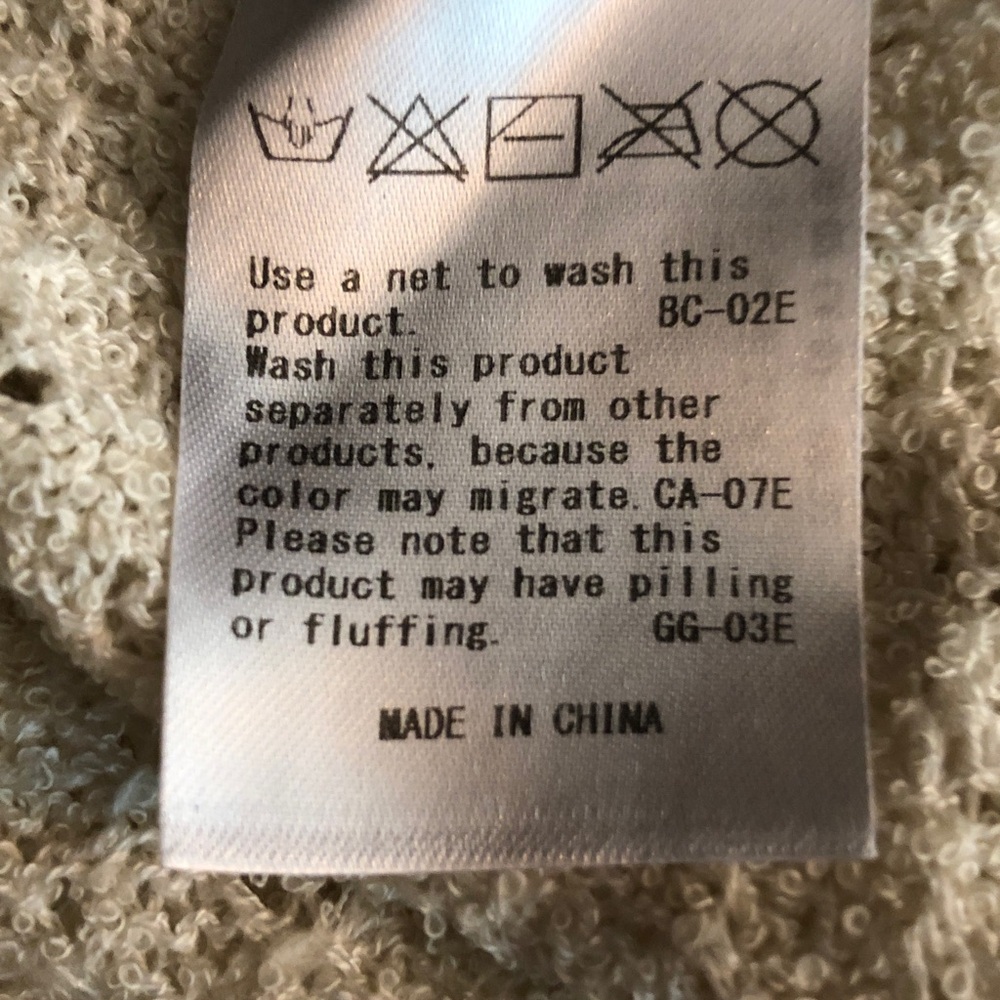 Use a net to wash this
product. BC-02E
Wash this product
separately from other
products, because the
color may migrate. CA-07E
Please note that this
product may have pilling
or fluffing. GG-03E
MADE IN CHINA